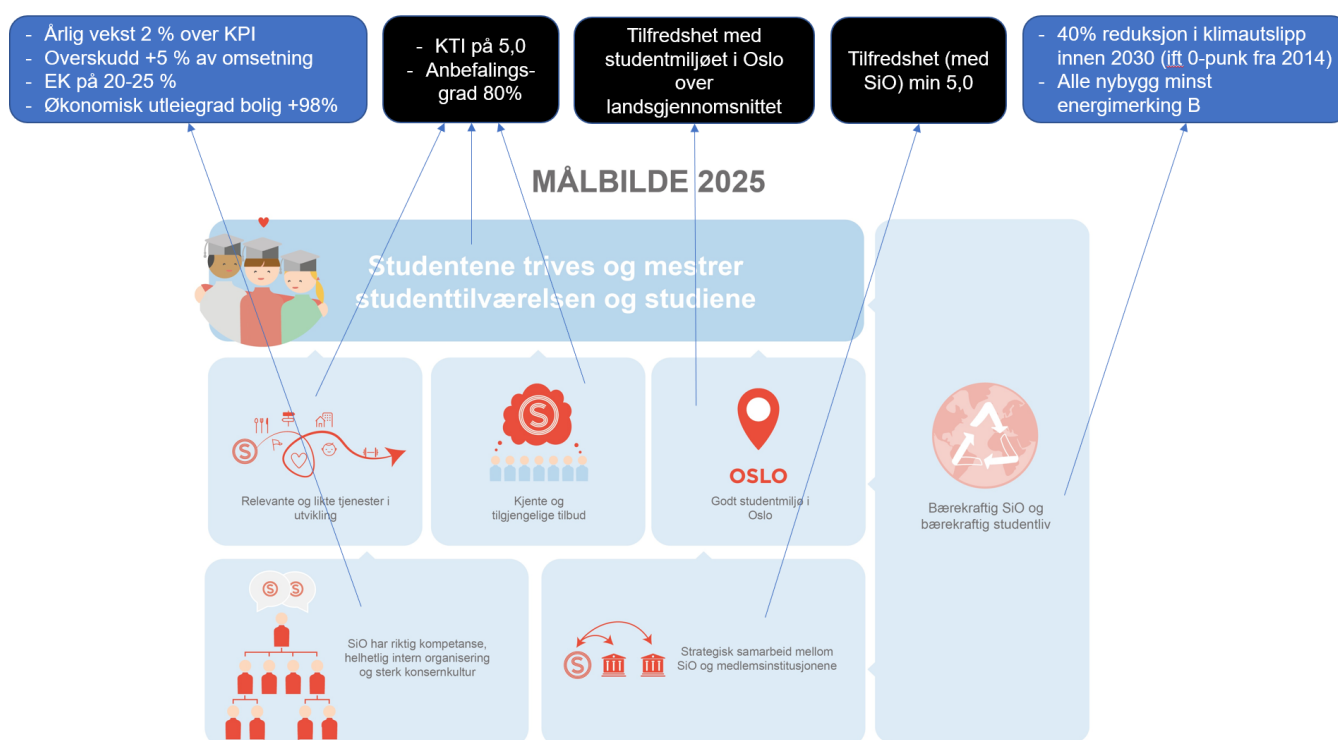 - Årlig vekst 2 % over KPI
- Overskudd +5 % av omsetning
- EK på 20-25 %
- Økonomisk utleiegrad bolig +98%
- KTI på 5,0
- Anbefalings-
grad 80%
Tilfredshet med
studentmiljøet i Oslo
over
landsgjennomsnittet
Tilfredshet (med
SiO) min 5,0
- 40% reduksjon i klimautslipp
innen 2030 (ift 0-punk fra 2014)
- Alle nybygg minst
energimerking B
MÅLBILDE 2025
Studentene trives og mestrer
studenttilværelsen og studiene
S
Relevante og likte tjenester i
utvikling
S
Kjente og
tilgjengelige tilbud
OSLO
Godt studentmiljø i
Oslo
Bærekraftig SiO og
bærekraftig studentliv
S S
SiO har riktig kompetanse,
helhetlig intern organisering
og sterk konsernkultur
S
Strategisk samarbeid mellom
SiO og medlemsinstitusjonene